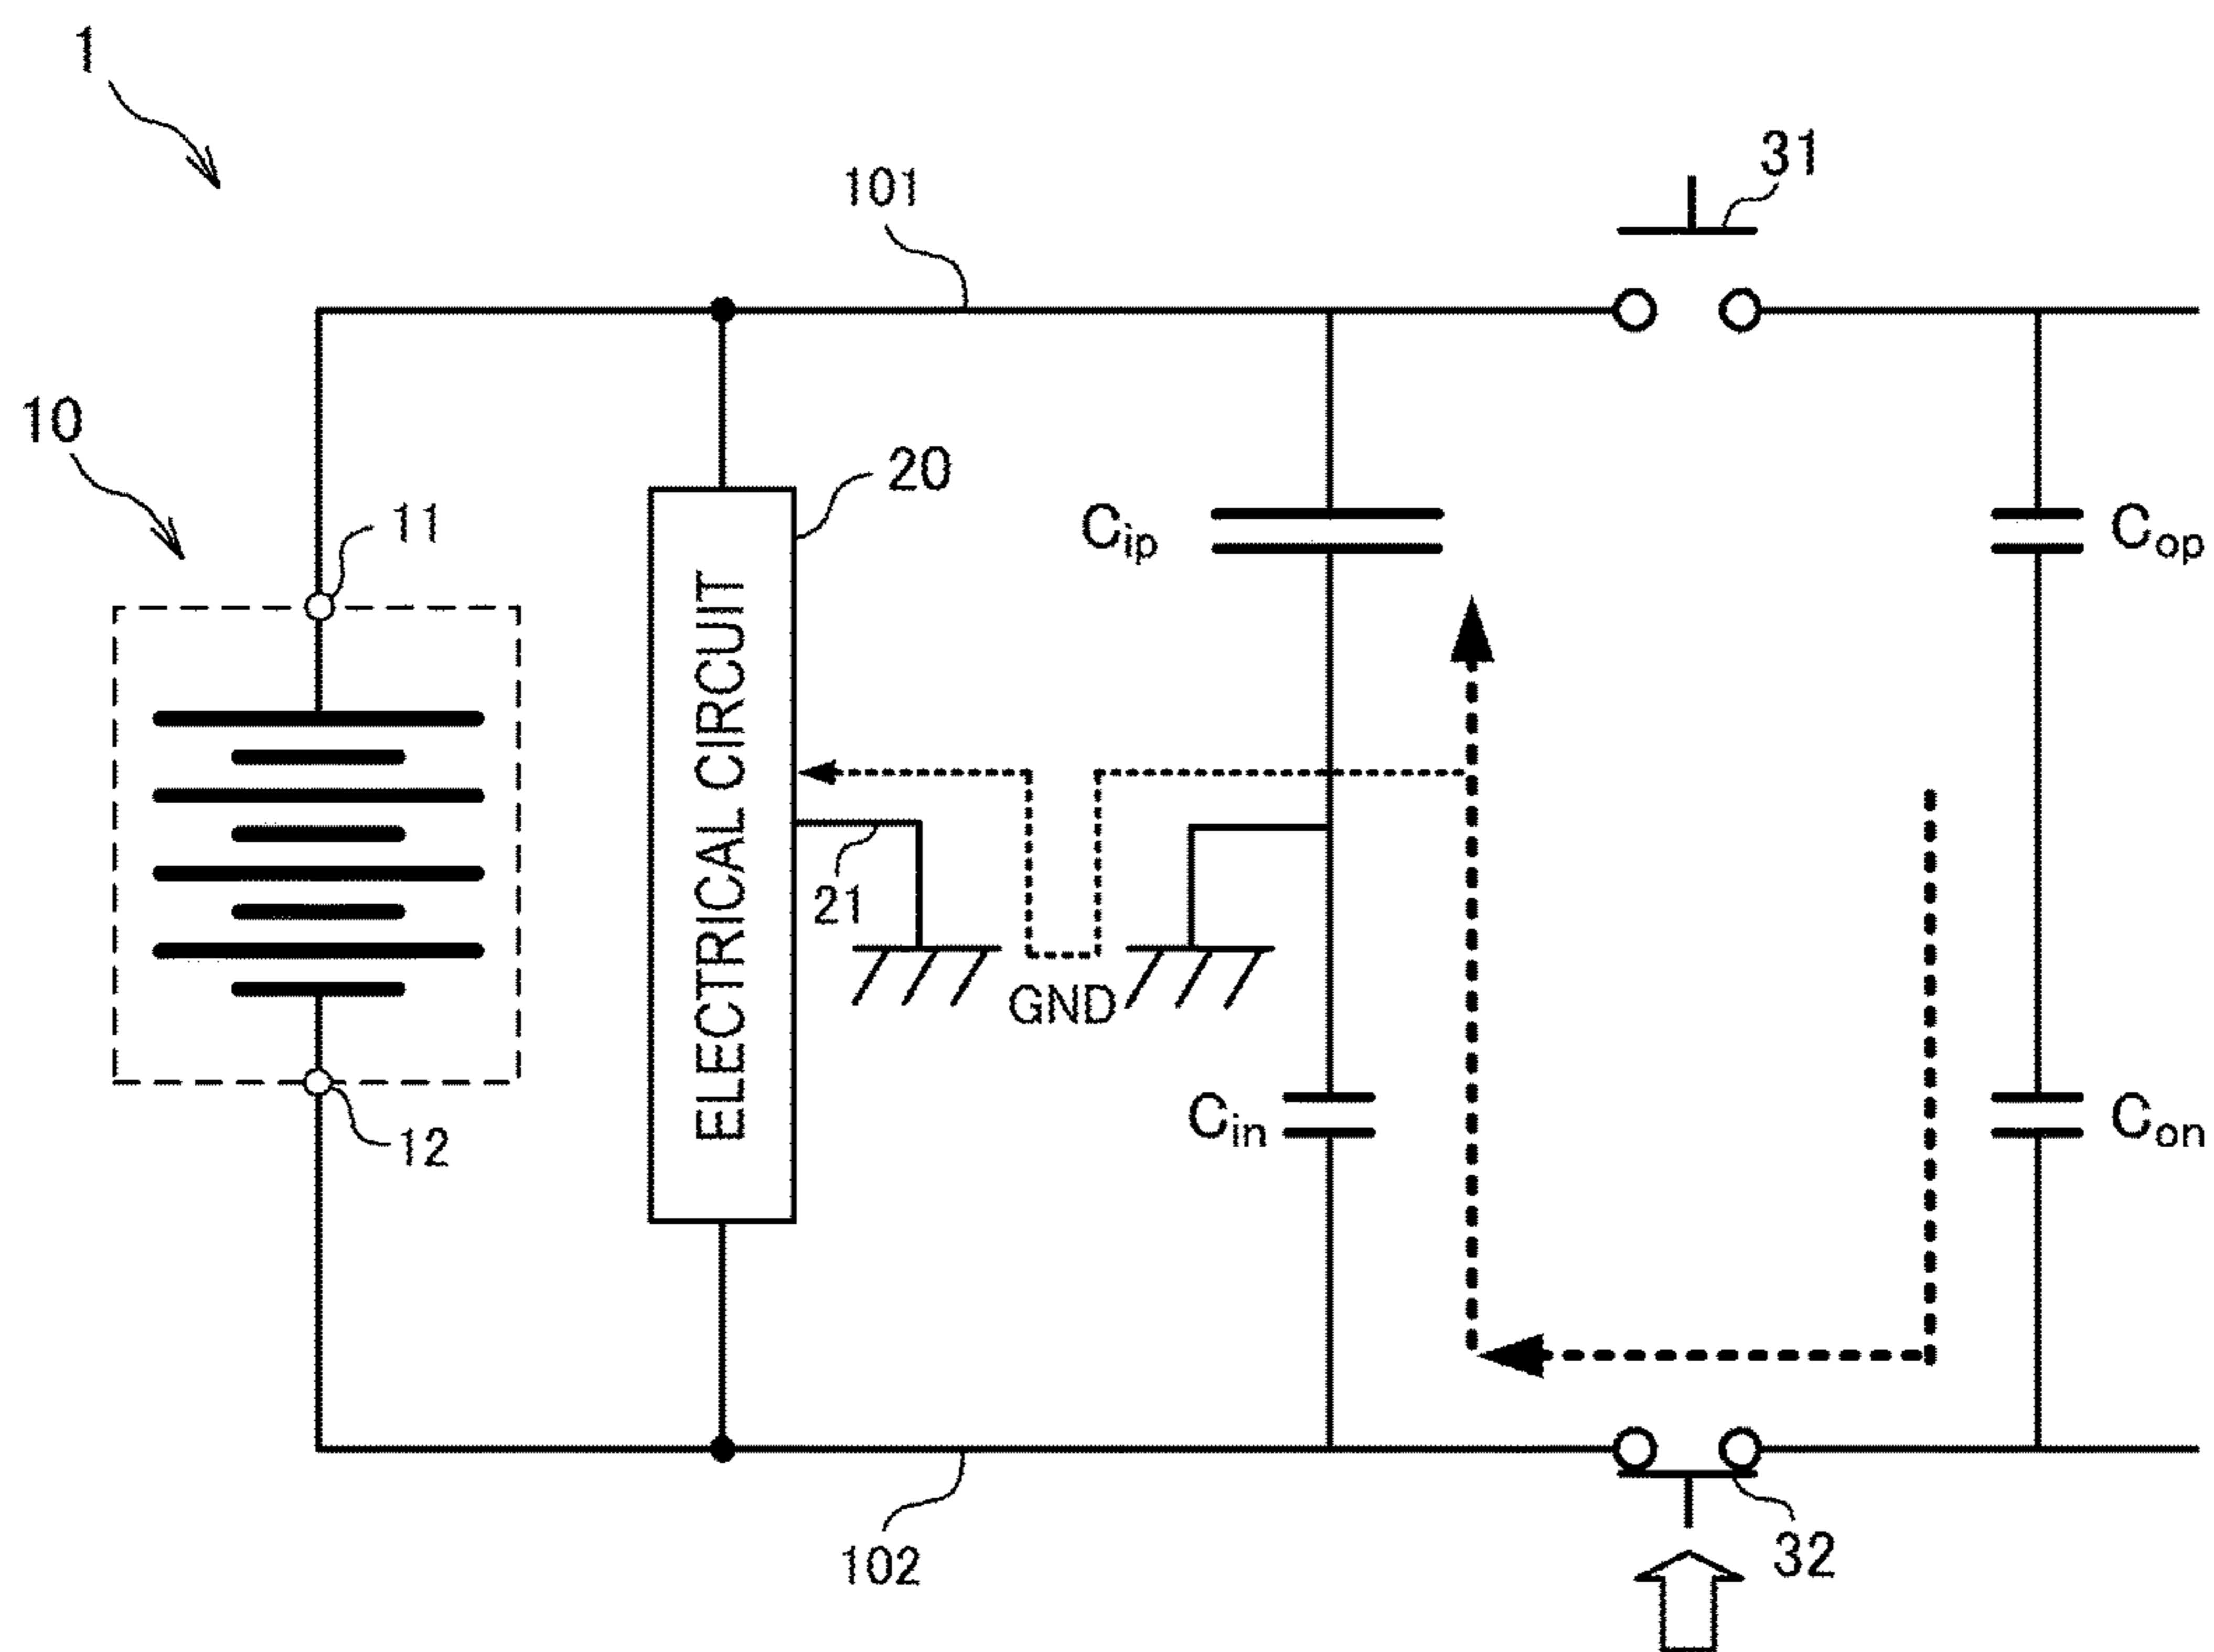 1
31
101
10
20
11
Cip
Cop
ELECTRICAL CIRCUIT
21
GND
Cin
Con
12
102
32